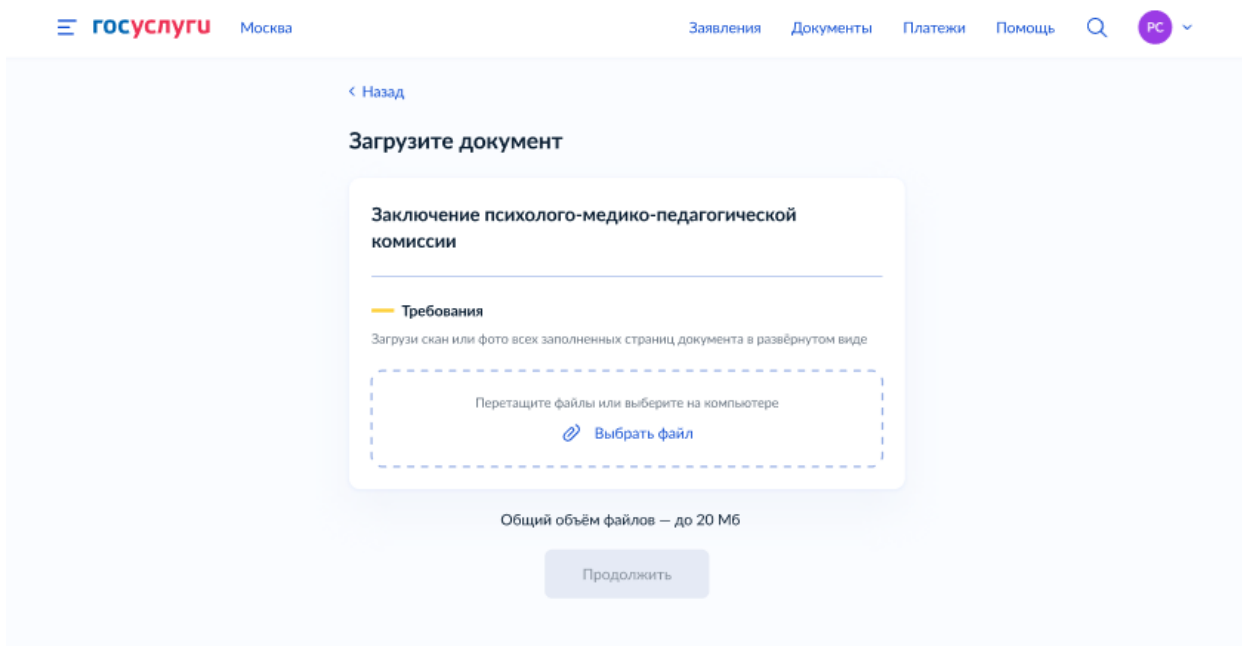 госуслуги Москва Заявления Документы Платежи Помощь РС
Назад
Загрузите документ
Заключение психолого-медико-педагогической
комиссии
Требования
Загрузи скан или фото всех заполненных страниц документа в развёрнутом виде
Перетащите файлы или выберите на компьютере
Выбрать файл
Общий объём файлов — до 20 Мб
Продолжить